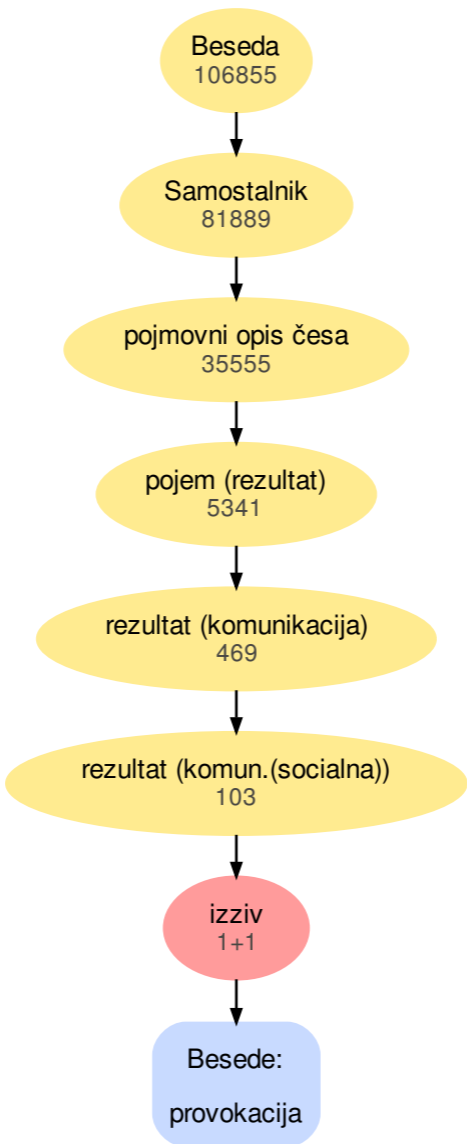 Beseda
106855
Samostalnik
81889
pojmovni opis česa
35555
pojem (rezultat)
5341
rezultat (komunikacija)
469
rezultat (komun.(socialna))
103
izziv
1+1
Besede:
provokacija